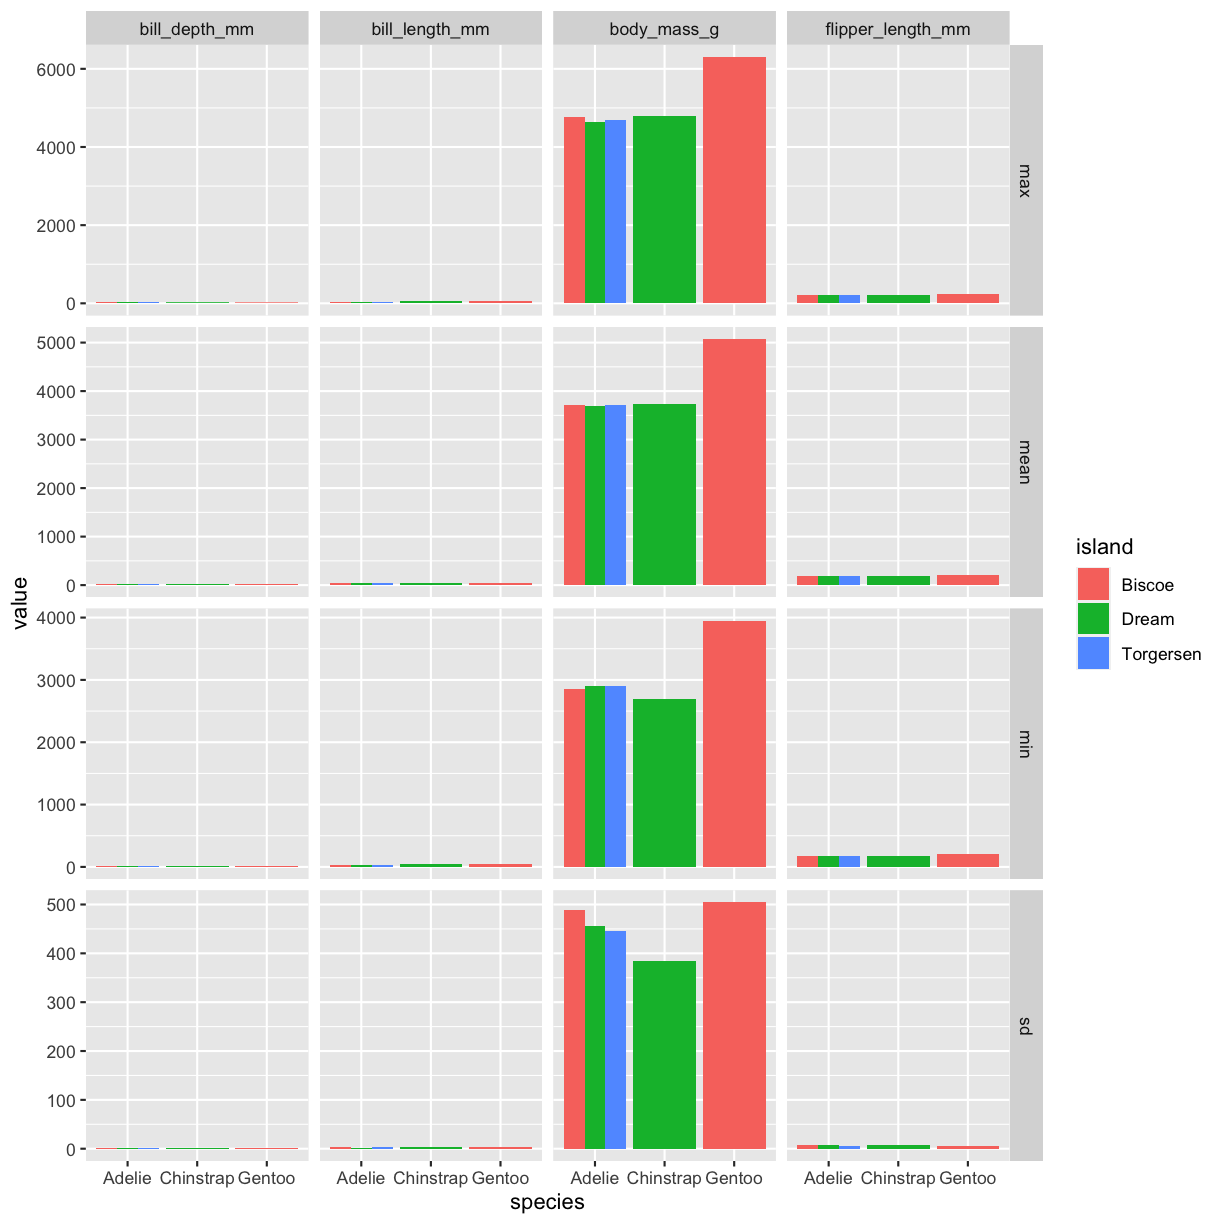 bill_depth_mm bill_length_mm body_mass_g flipper_length_mm
6000
4000
2000
0
max
5000
4000
3000
2000
1000
0
mean
4000
3000
2000
1000
0
min
500
400
300
200
100
0
sd
Adelie Chinstrap Gentoo Adelie Chinstrap Gentoo Adelie Chinstrap Gentoo Adelie Chinstrap Gentoo
species
value
island
Biscoe
Dream
Torgersen